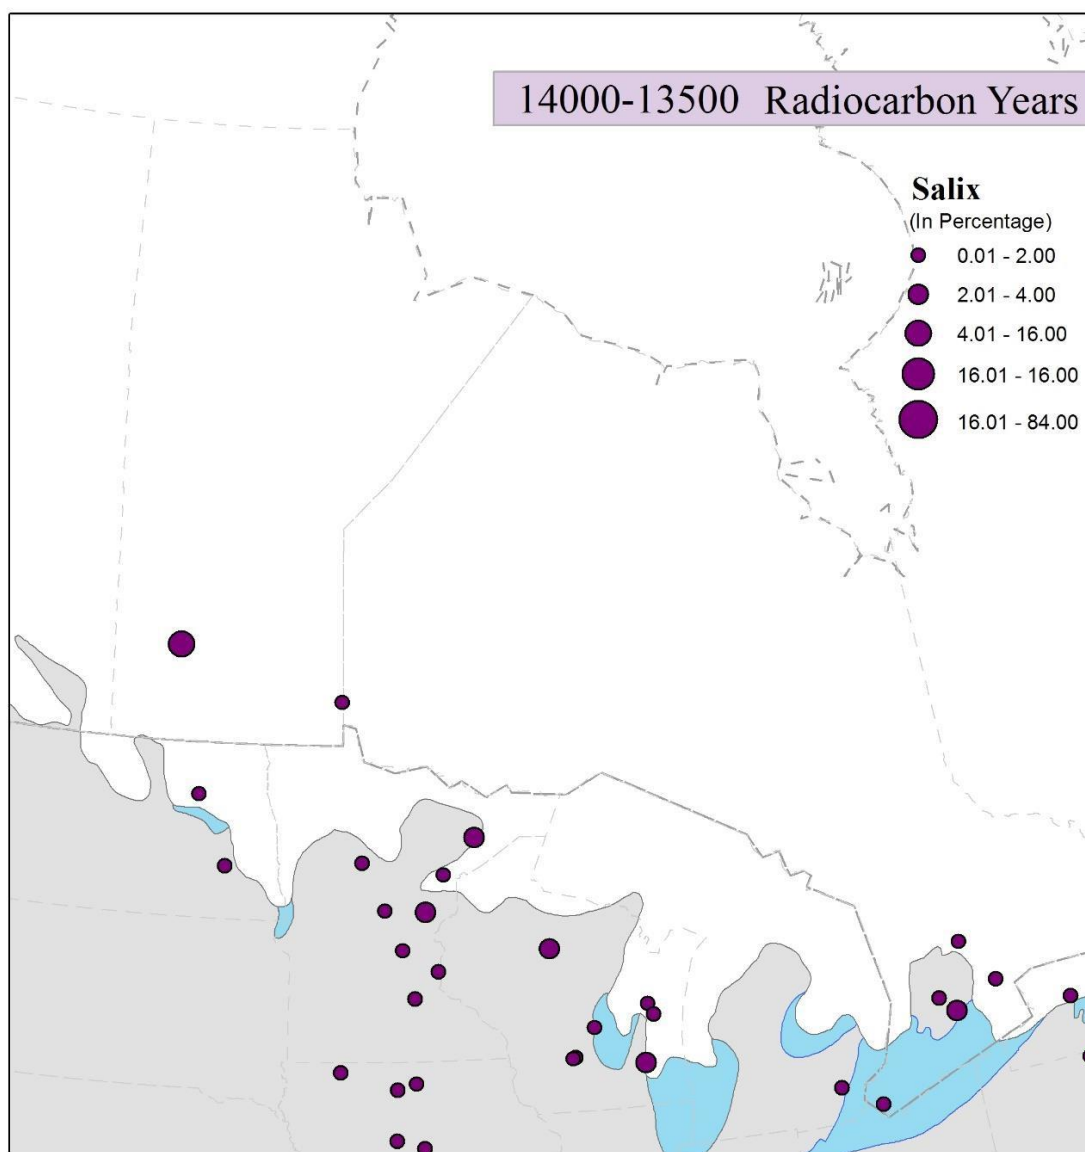 14000-13500 Radiocarbon Years
Salix
(In Percentage)
0.01 - 2.00
2.01 - 4.00
4.01 - 16.00
16.01 - 16.00
16.01 - 84.00